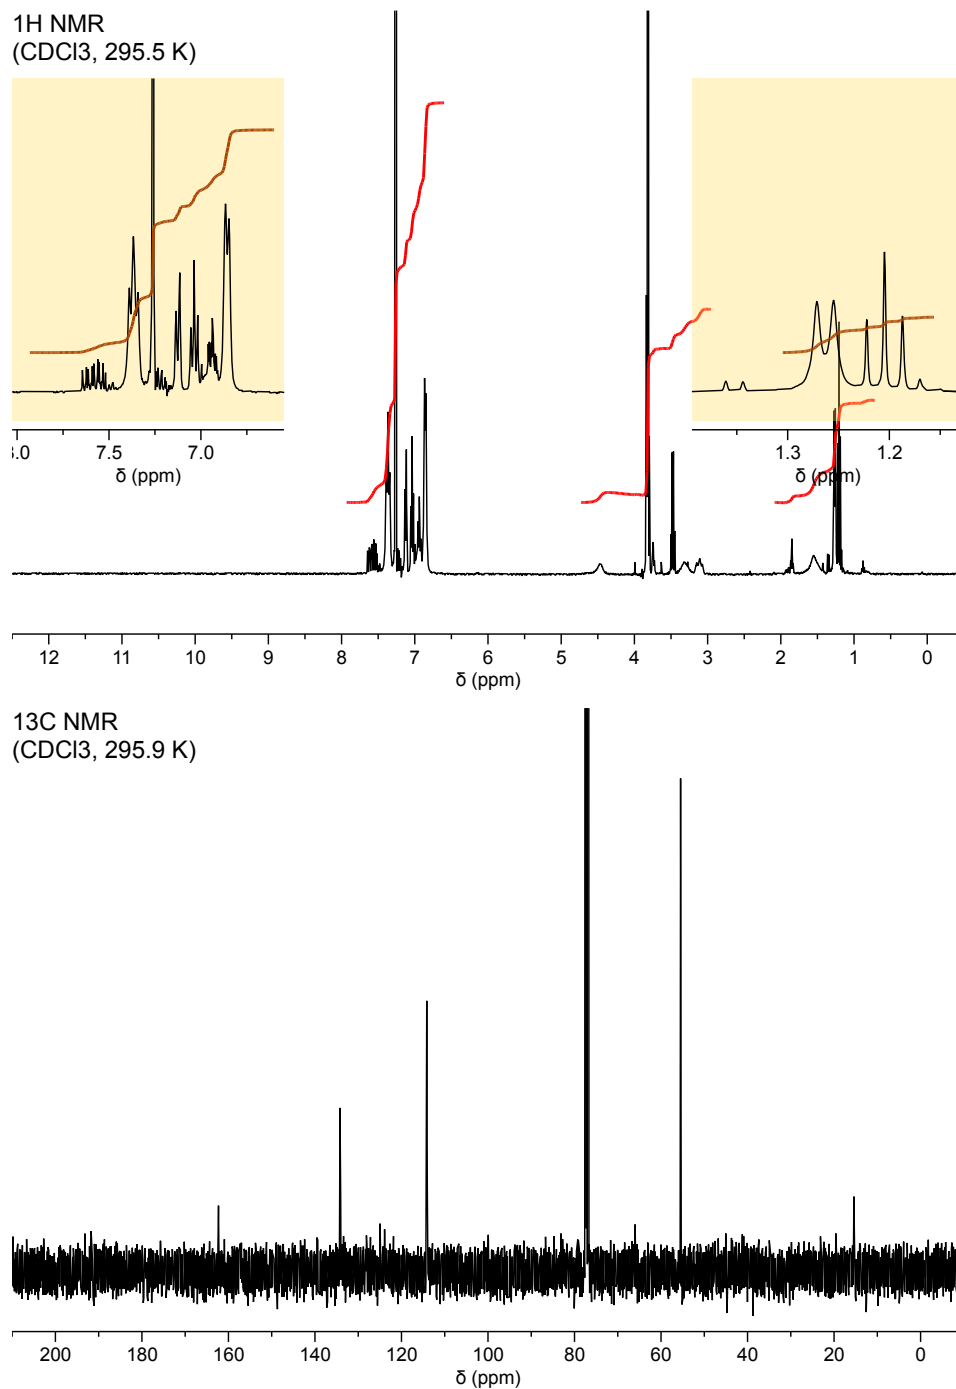 1H NMR
(CDCl3, 295.5 K)
8.0 7.5 7.0
δ (ppm)
1.3 1.2
δ (ppm)
12 11 10 9 8 7 6 5 4 3 2 1 0
δ (ppm)
13C NMR
(CDCl3, 295.9 K)
200 180 160 140 120 100 80 60 40 20 0
δ (ppm)